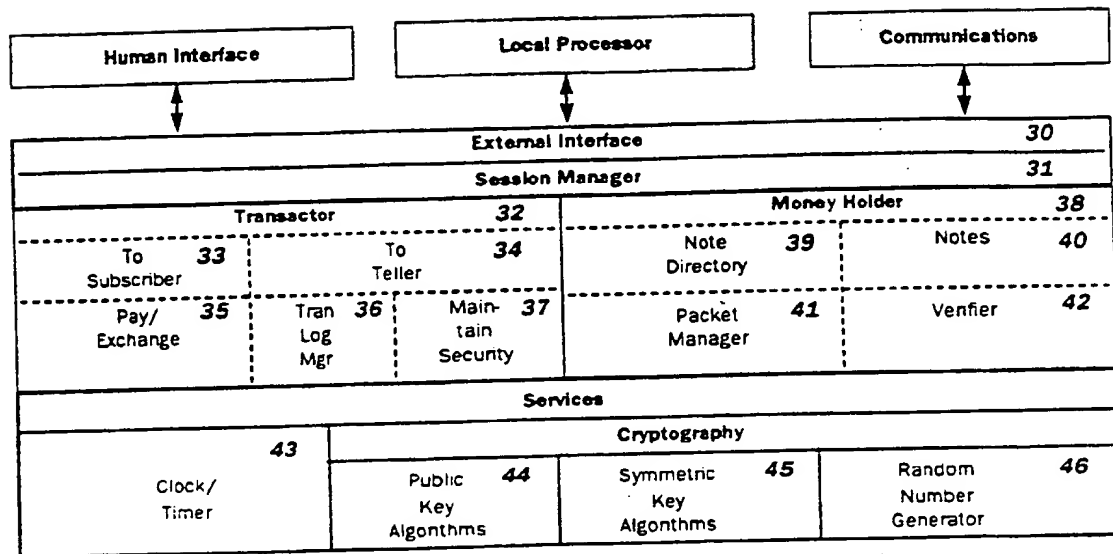 Human Interface
Local Processor
Communications
External Interface 30
Session Manager 31
Transactor 32
Money Holder 38
To 33
Subscriber
To 34
Teller
Note 39
Directory
Notes 40
Pay/ 35
Exchange
Tran 36
Log
Mgr
Main- 37
tain
Security
Packet 41
Manager
Verifier 42
Services
43
Clock/
Timer
Cryptography
Public 44
Key
Algonthms
Symmetric 45
Key
Algonthms
Random 46
Number
Generator